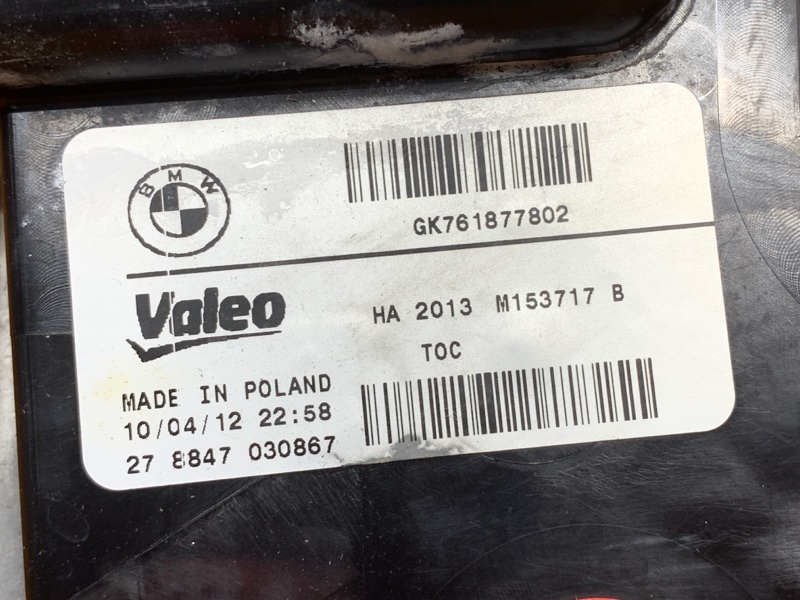 BMW
GK761877802
Valeo
HA 2013 M153717 B
TOC
MADE IN POLAND
10/04/12 22:58
27 8847 030867